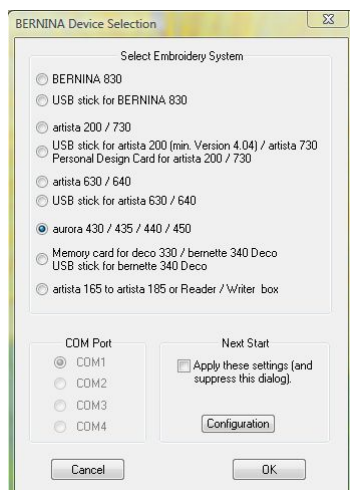 BERNINA Device Selection
Select Embroidery System
BERNINA 830
USB stick for BERNINA 830
artista 200 / 730
USB stick for artista 200 (min. Version 4.04) / artista 730
Personal Design Card for artista 200 / 730
artista 630 / 640
USB stick for artista 630 / 640
aurora 430 / 435 / 440 / 450
Memory card for deco 330 / bernette 340 Deco
USB stick for bernette 340 Deco
artista 165 to artista 185 or Reader / Writer box
COM Port
COM1
COM2
COM3
COM4
Next Start
Apply these settings (and
suppress this dialog).
Configuration
Cancel
OK